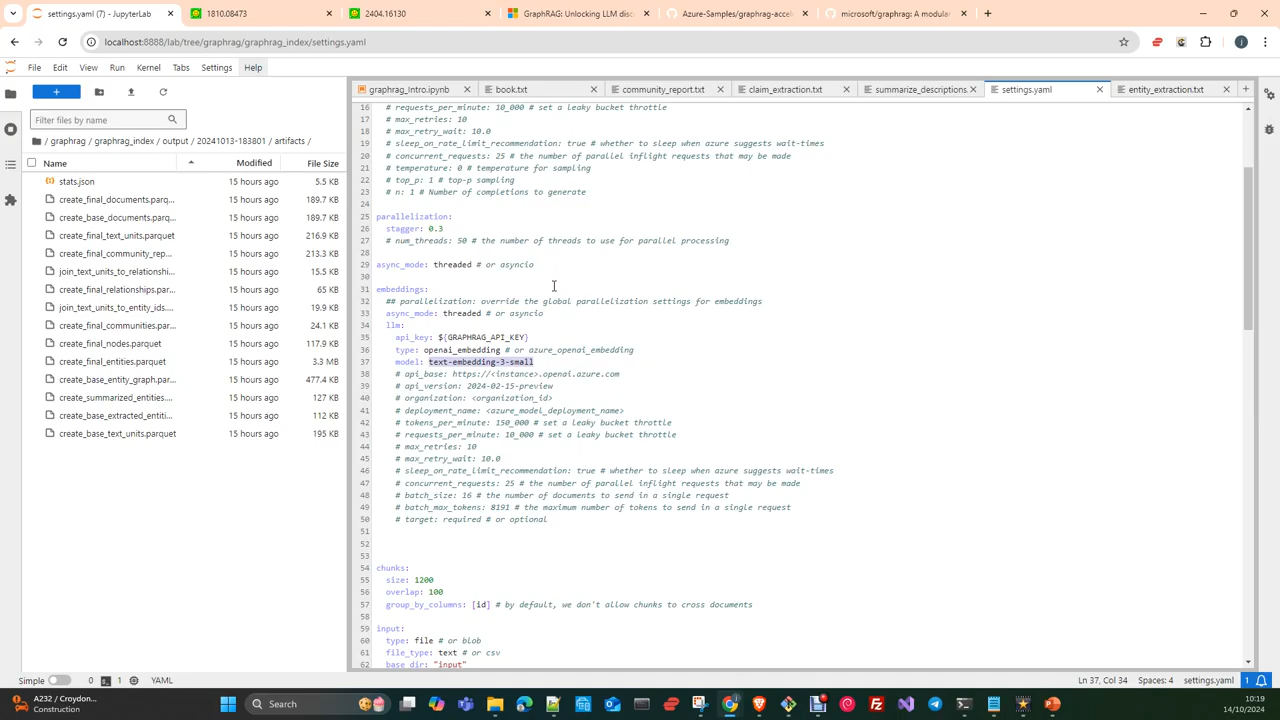 settings.yaml (7) - JupyterLab
1810.08473
2404.16130
GraphRAG: Unlocking LLM disc
Azure-Samples/graphrag-accel
microsoft/graphrag: A modular
localhost:8888/lab/tree/graphrag/graphrag_index/settings.yaml
File Edit View Run Kernel Tabs Settings Help
graphrag_Intro.ipynb
book.txt
community_report.txt
claim_extraction.txt
summarize_descriptions.
settings.yaml
entity_extraction.txt
Filter files by name
/ graphrag / graphrag_index / output / 20241013-183801 / artifacts /
Name Modified File Size
stats.json 15 hours ago 5.5 KB
create_final_documents.parq... 15 hours ago 189.7 KB
create_base_documents.parq... 15 hours ago 189.7 KB
create_final_text_units.parquet 15 hours ago 216.9 KB
create_final_community_rep... 15 hours ago 213.3 KB
join_text_units_to_relationshi... 15 hours ago 15.5 KB
create_final_relationships.par... 15 hours ago 65 KB
join_text_units_to_entity_ids.... 15 hours ago 19.9 KB
create_final_communities.par... 15 hours ago 24.1 KB
create_final_nodes.parquet 15 hours ago 117.9 KB
create_final_entities.parquet 15 hours ago 3.3 MB
create_base_entity_graph.par... 15 hours ago 477.4 KB
create_summarized_entities.... 15 hours ago 127 KB
create_base_extracted_entiti... 15 hours ago 112 KB
create_base_text_units.parquet 15 hours ago 195 KB
16 # requests_per_minute: 10_000 # set a leaky bucket throttle
17 # max_retries: 10
18 # max_retry_wait: 10.0
19 # sleep_on_rate_limit_recommendation: true # whether to sleep when azure suggests wait-times
20 # concurrent_requests: 25 # the number of parallel inflight requests that may be made
21 # temperature: 0 # temperature for sampling
22 # top_p: 1 # top-p sampling
23 # n: 1 # Number of completions to generate
24
25 parallelization:
26 stagger: 0.3
27 # num_threads: 50 # the number of threads to use for parallel processing
28
29 async_mode: threaded # or asyncio
30
31 embeddings:
32 ## parallelization: override the global parallelization settings for embeddings
33 async_mode: threaded # or asyncio
34 llm:
35 api_key: ${GRAPHRAG_API_KEY}
36 type: openai_embedding # or azure_openai_embedding
37 model: text-embedding-3-small
38 # api_base: https://<instance>.openai.azure.com
39 # api_version: 2024-02-15-preview
40 # organization: <organization_id>
41 # deployment_name: <azure_model_deployment_name>
42 # tokens_per_minute: 150_000 # set a leaky bucket throttle
43 # requests_per_minute: 10_000 # set a leaky bucket throttle
44 # max_retries: 10
45 # max_retry_wait: 10.0
46 # sleep_on_rate_limit_recommendation: true # whether to sleep when azure suggests wait-times
47 # concurrent_requests: 25 # the number of parallel inflight requests that may be made
48 # batch_size: 16 # the number of documents to send in a single request
49 # batch_max_tokens: 8191 # the maximum number of tokens to send in a single request
50 # target: required # or optional
51
52
53
54 chunks:
55 size: 1200
56 overlap: 100
57 group_by_columns: [id] # by default, we don't allow chunks to cross documents
58
59 input:
60 type: file # or blob
61 file_type: text # or csv
62 base_dir: "input"
Simple 0 1 YAML
Ln 37, Col 34 Spaces: 4 settings.yaml 1
A232 / Croydon...
Construction
Search
10:19
14/10/2024